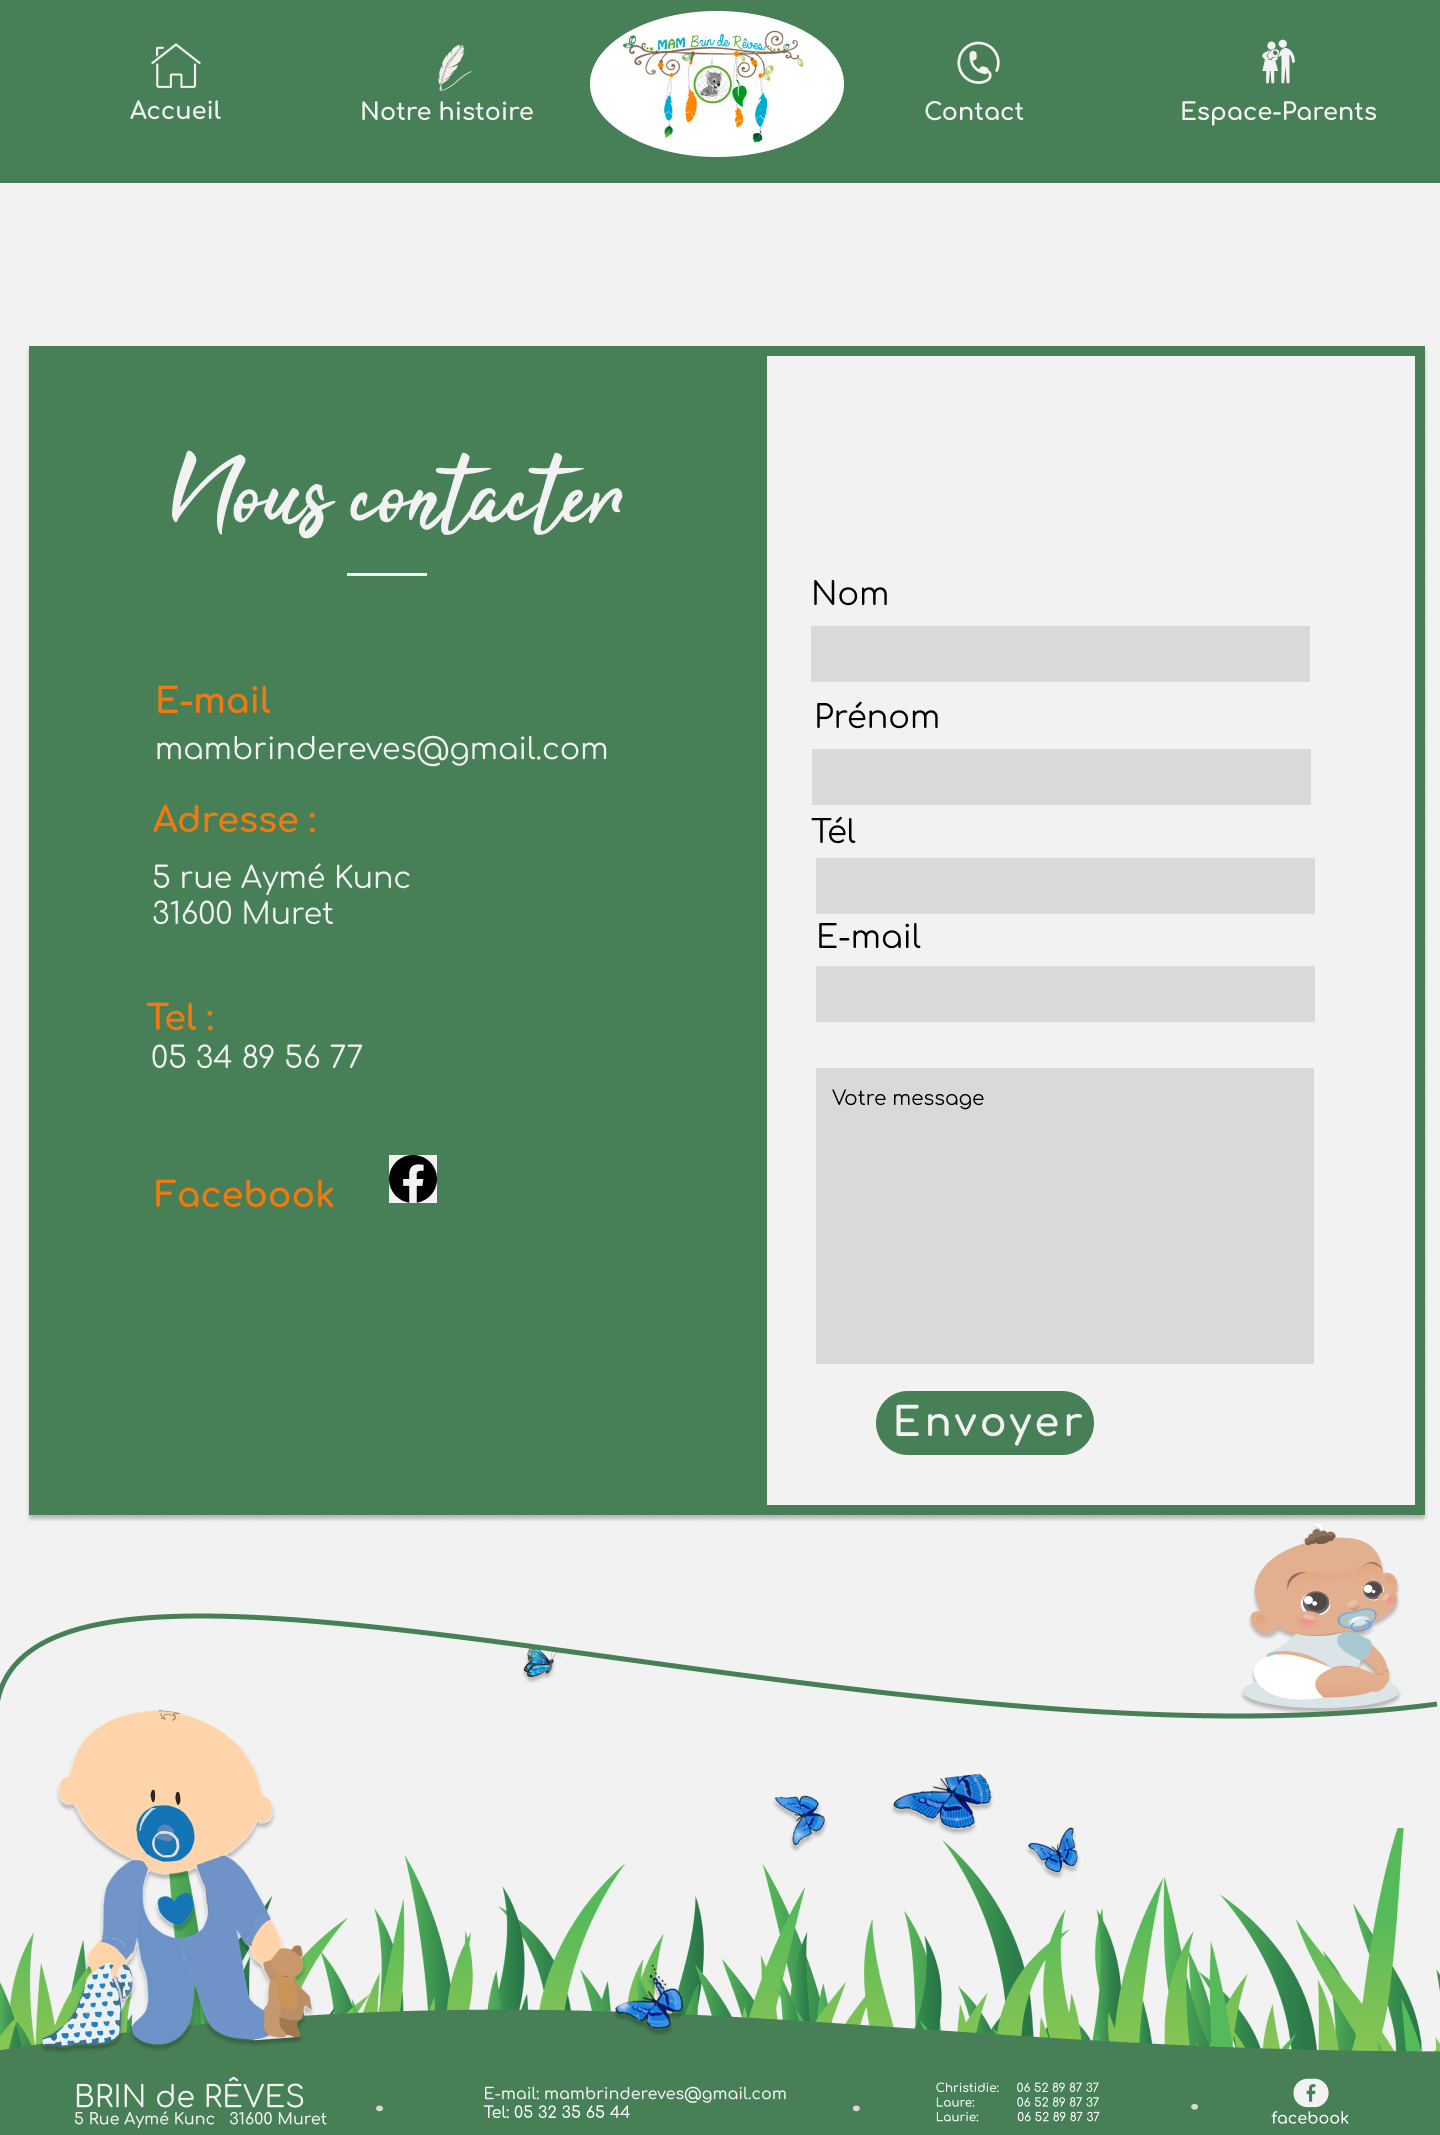 Accueil
Notre histoire
MAM Brin de Rêves
Contact
Espace-Parents
Nous contacter
E-mail
mambrindereves@gmail.com
Adresse :
5 rue Aymé Kunc
31600 Muret
Tel :
05 34 89 56 77
Facebook
Nom
Prénom
Tél
E-mail
Votre message
Envoyer
BRIN de RÊVES
5 Rue Aymé Kunc 31600 Muret
E-mail: mambrindereves@gmail.com
Tel: 05 32 35 65 44
Christidie: 06 52 89 87 37
Laure: 06 52 89 87 37
Laurie: 06 52 89 87 37
facebook